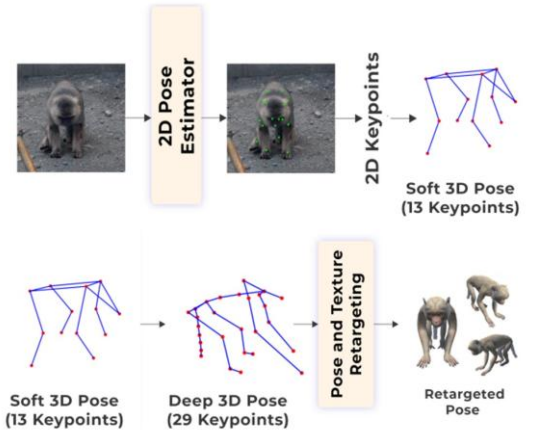 2D Pose
Estimator
2D Keypoints
Soft 3D Pose
(13 Keypoints)
Soft 3D Pose
(13 Keypoints)
Deep 3D Pose
(29 Keypoints)
Pose and Texture
Retargeting
Retargeted
Pose